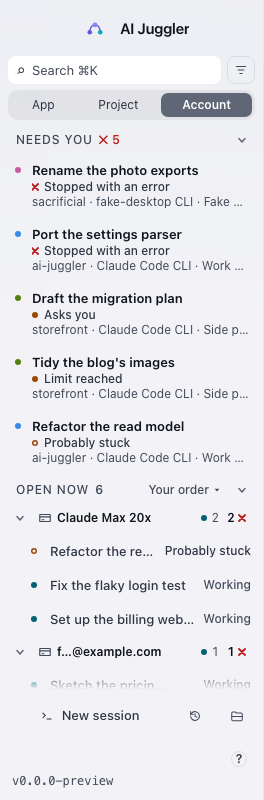 AI Juggler
Search ⌘K
App Project Account
NEEDS YOU ✕ 5
Rename the photo exports
✕ Stopped with an error
sacrificial · fake-desktop CLI · Fake ...
Port the settings parser
✕ Stopped with an error
ai-juggler · Claude Code CLI · Work ...
Draft the migration plan
Asks you
storefront · Claude Code CLI · Side p...
Tidy the blog's images
Limit reached
storefront · Claude Code CLI · Side p...
Refactor the read model
Probably stuck
ai-juggler · Claude Code CLI · Work ...
OPEN NOW 6 Your order
Claude Max 20x 2 2 ✕
Refactor the re... Probably stuck
Fix the flaky login test Working
Set up the billing web... Working
f...@example.com 1 1 ✕
Sketch the pricin... Working
New session
?
v0.0.0-preview